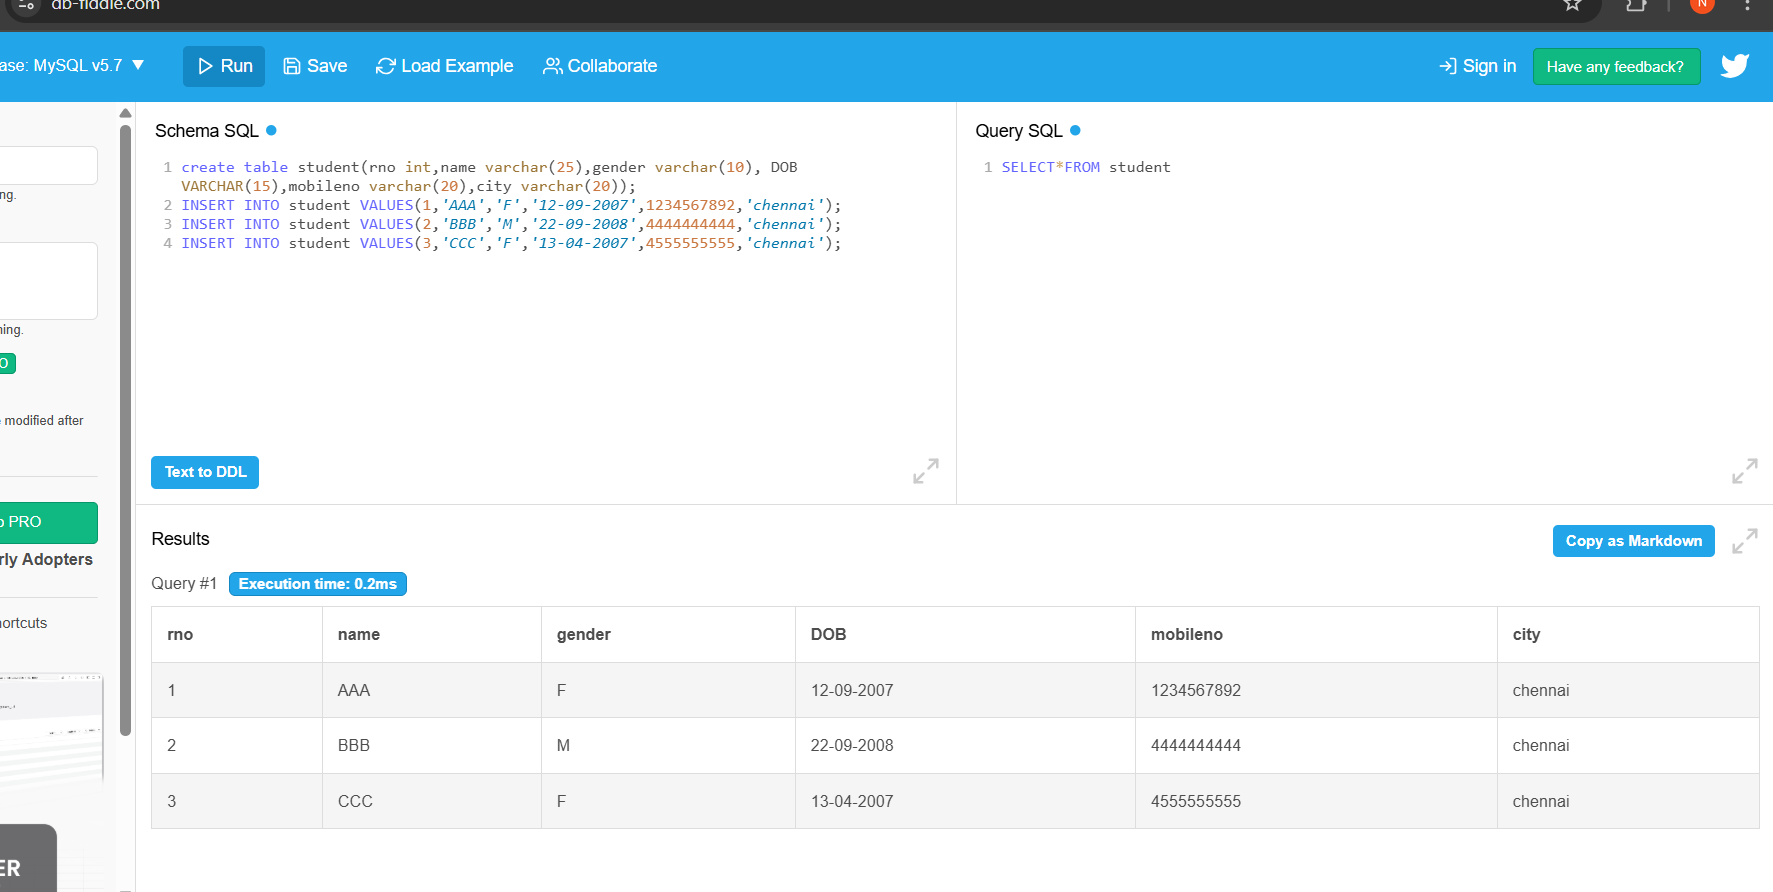 db-fiddle.com
N
ase: MySQL v5.7 ▼
Run
Save
Load Example
Collaborate
Sign in
Have any feedback?
ng.
ning.
O
modified after
PRO
rly Adopters
ortcuts
ER
Schema SQL
1 create table student(rno int,name varchar(25),gender varchar(10), DOB
VARCHAR(15),mobileno varchar(20),city varchar(20));
2 INSERT INTO student VALUES(1,'AAA','F','12-09-2007',1234567892,'chennai');
3 INSERT INTO student VALUES(2,'BBB','M','22-09-2008',4444444444,'chennai');
4 INSERT INTO student VALUES(3,'CCC','F','13-04-2007',4555555555,'chennai');
Text to DDL
Query SQL
1 SELECT*FROM student
Results
Copy as Markdown
Query #1 Execution time: 0.2ms
rno name gender DOB mobileno city
1 AAA F 12-09-2007 1234567892 chennai
2 BBB M 22-09-2008 4444444444 chennai
3 CCC F 13-04-2007 4555555555 chennai